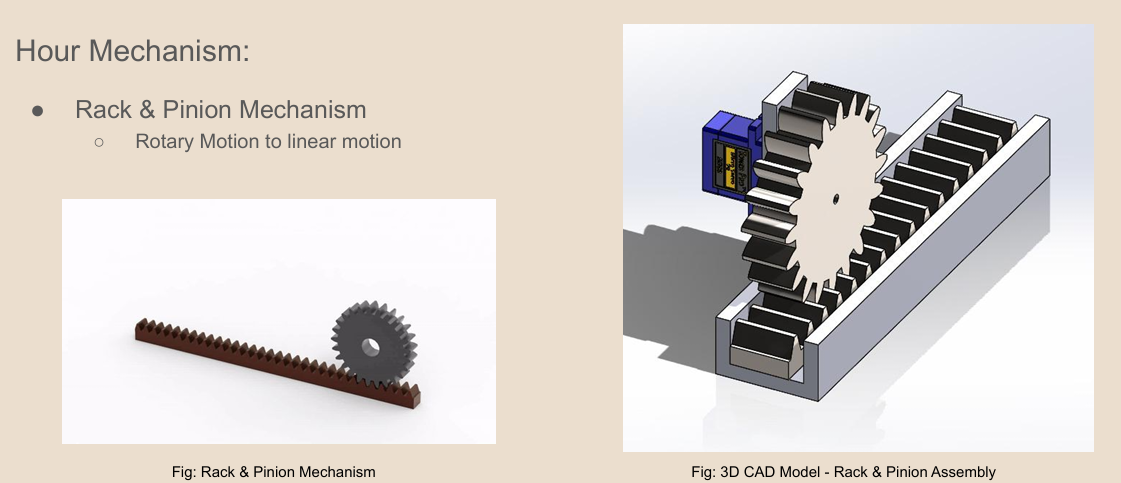 Hour Mechanism:
● Rack & Pinion Mechanism
○ Rotary Motion to linear motion
Fig: Rack & Pinion Mechanism
Fig: 3D CAD Model - Rack & Pinion Assembly